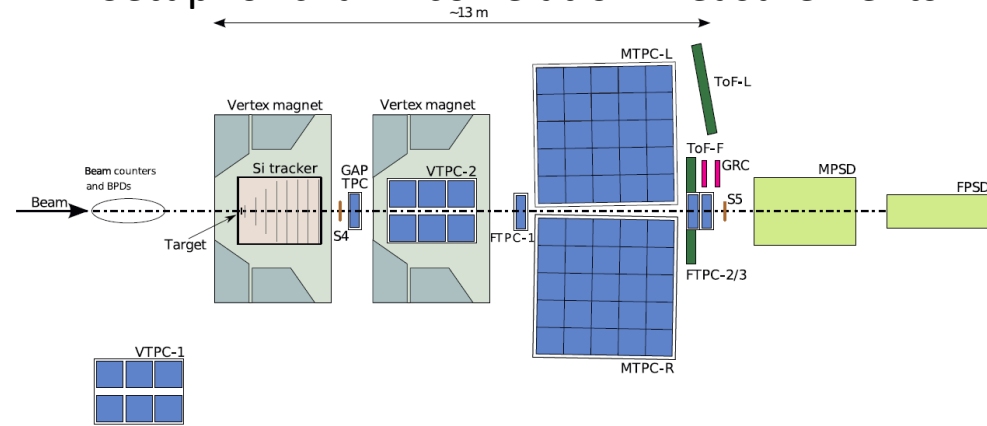 ~13 m
MTPC-L
ToF-L
Vertex magnet
Vertex magnet
ToF-F
GRC
Beam counters
and BPDs
Si tracker
GAP
TPC
VTPC-2
MPSD
FPSD
Beam
S5
Target
S4
FTPC-1
FTPC-2/3
VTPC-1
MTPC-R